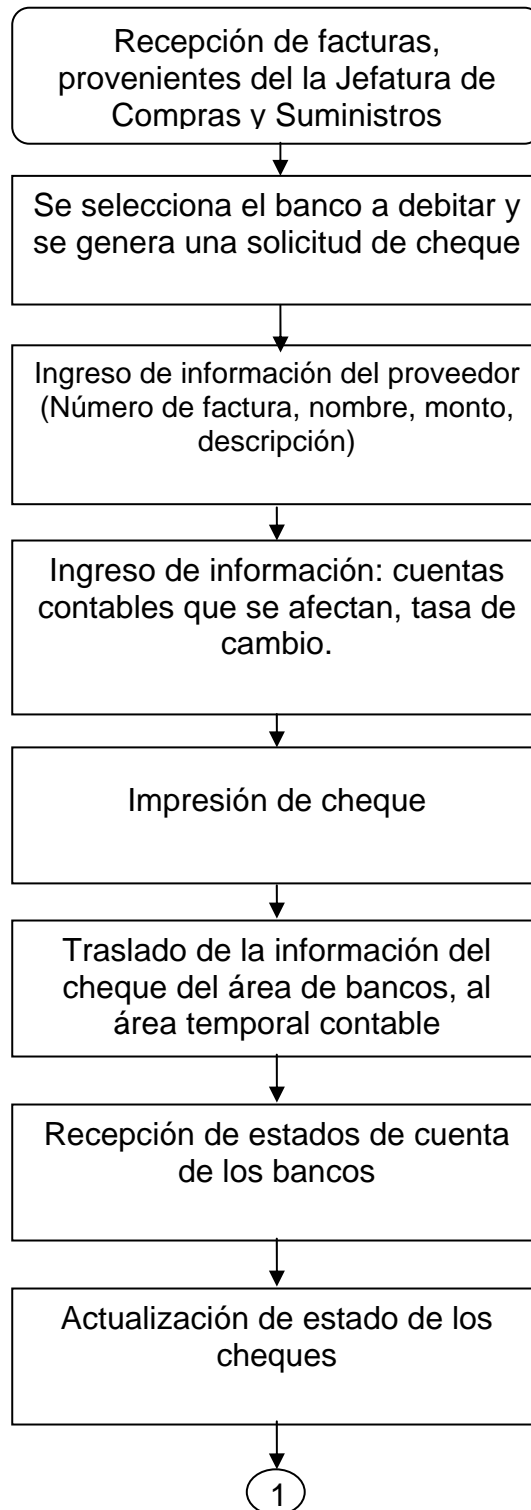 Recepción de facturas,
provenientes del la Jefatura de
Compras y Suministros
Se selecciona el banco a debitar y
se genera una solicitud de cheque
Ingreso de información del proveedor
(Número de factura, nombre, monto,
descripción)
Ingreso de información: cuentas
contables que se afectan, tasa de
cambio.
Impresión de cheque
Traslado de la información del
cheque del área de bancos, al
área temporal contable
Recepción de estados de cuenta
de los bancos
Actualización de estado de los
cheques
1